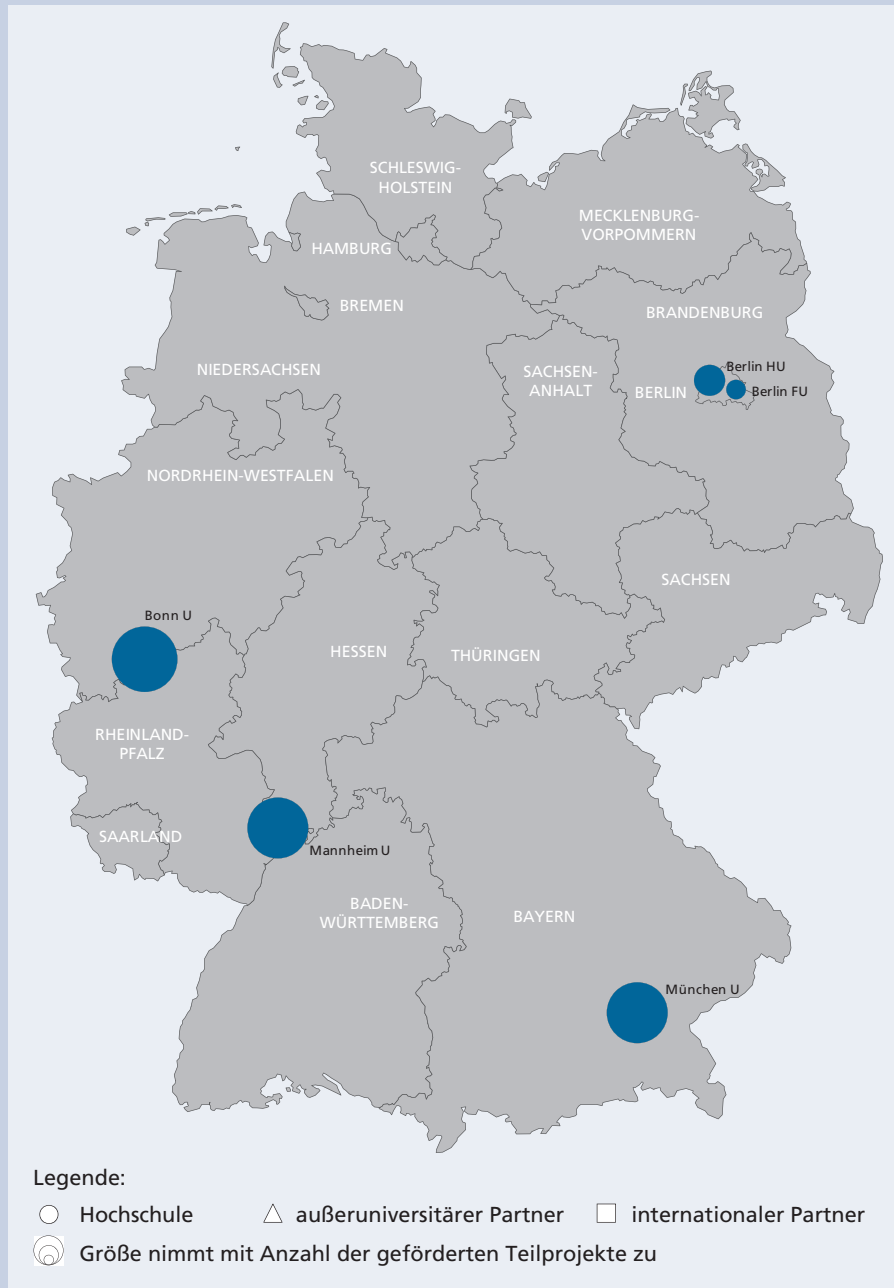 SCHLESWIG-
HOLSTEIN
MECKLENBURG-
VORPOMMERN
HAMBURG
BREMEN
BRANDENBURG
NIEDERSACHSEN
SACHSEN-
ANHALT
BERLIN
Berlin HU
Berlin FU
NORDRHEIN-WESTFALEN
SACHSEN
Bonn U
HESSEN
THÜRINGEN
RHEINLAND-
PFALZ
SAARLAND
Mannheim U
BADEN-
WÜRTTEMBERG
BAYERN
München U
Legende:
Hochschule
außeruniversitärer Partner
internationaler Partner
Größe nimmt mit Anzahl der geförderten Teilprojekte zu